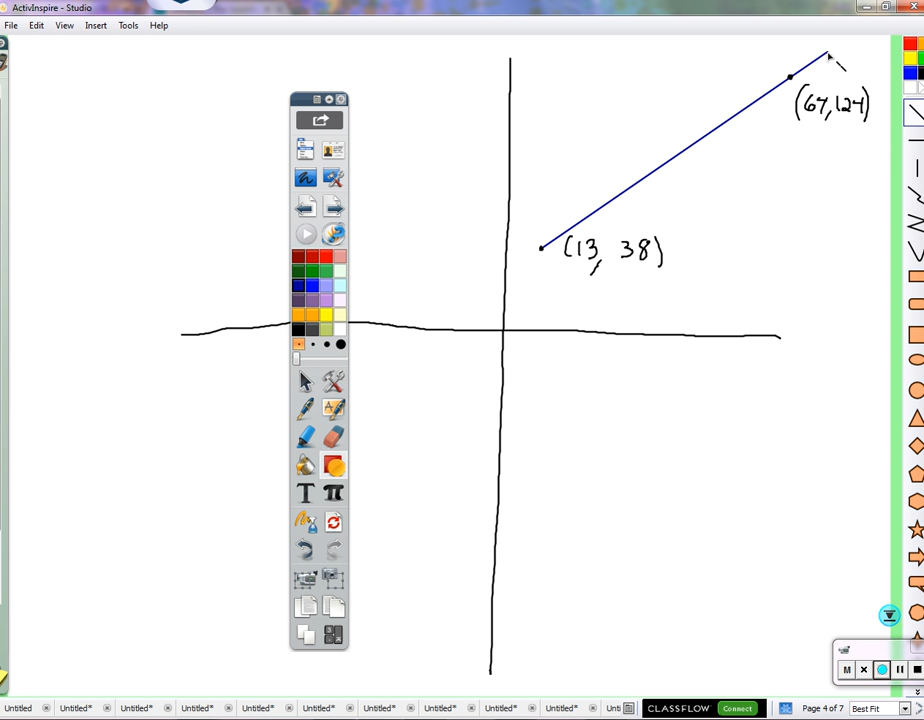 ActivInspire - Studio
File Edit View Insert Tools Help
(64,124)
(13, 38)
T π
M
Untitled Untitled* Untitled* Untitled* Untitled* Untitled* Untitled* Untitled* Untitled* Unti
CLASSFLOW Connect
Page 4 of 7 Best Fit